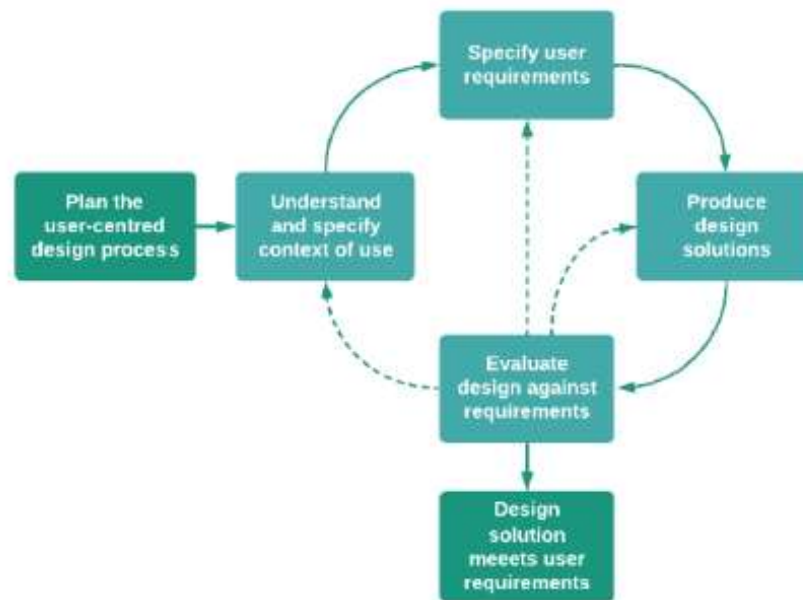 Specify user
requirements
Plan the
user-centred
design process
Understand
and specify
context of use
Produce
design
solutions
Evaluate
design against
requirements
Design
solution
meeets user
requirements